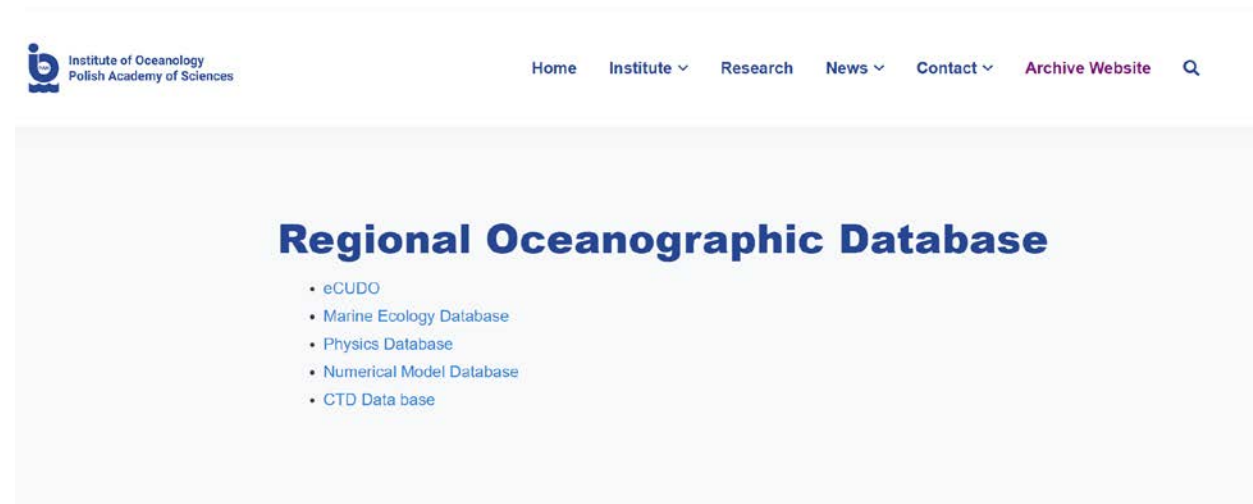 Institute of Oceanology
Polish Academy of Sciences
Home Institute Research News Contact Archive Website
Regional Oceanographic Database
• eCUDO
• Marine Ecology Database
• Physics Database
• Numerical Model Database
• CTD Data base